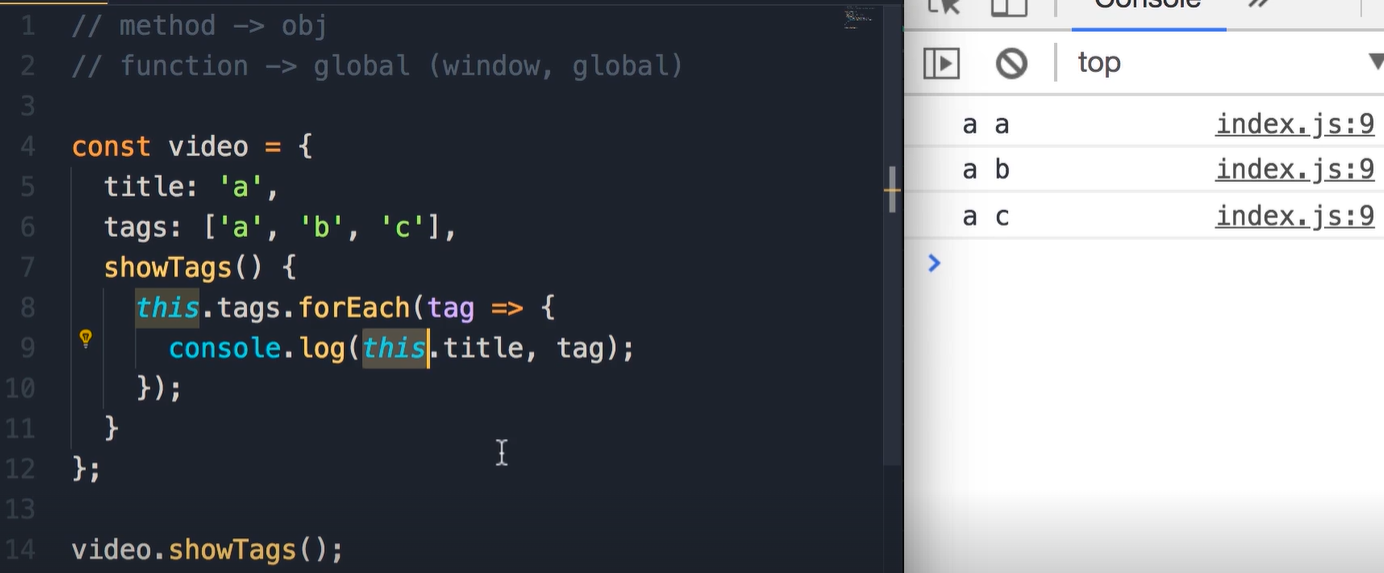 1 // method -> obj
2 // function -> global (window, global)
3
4 const video = {
5 title: 'a',
6 tags: ['a', 'b', 'c'],
7 showTags() {
8 this.tags.forEach(tag => {
9 console.log(this.title, tag);
10 });
11 }
12 };
13
14 video.showTags();
Console »
top ▼
a a index.js:9
a b index.js:9
a c index.js:9
>